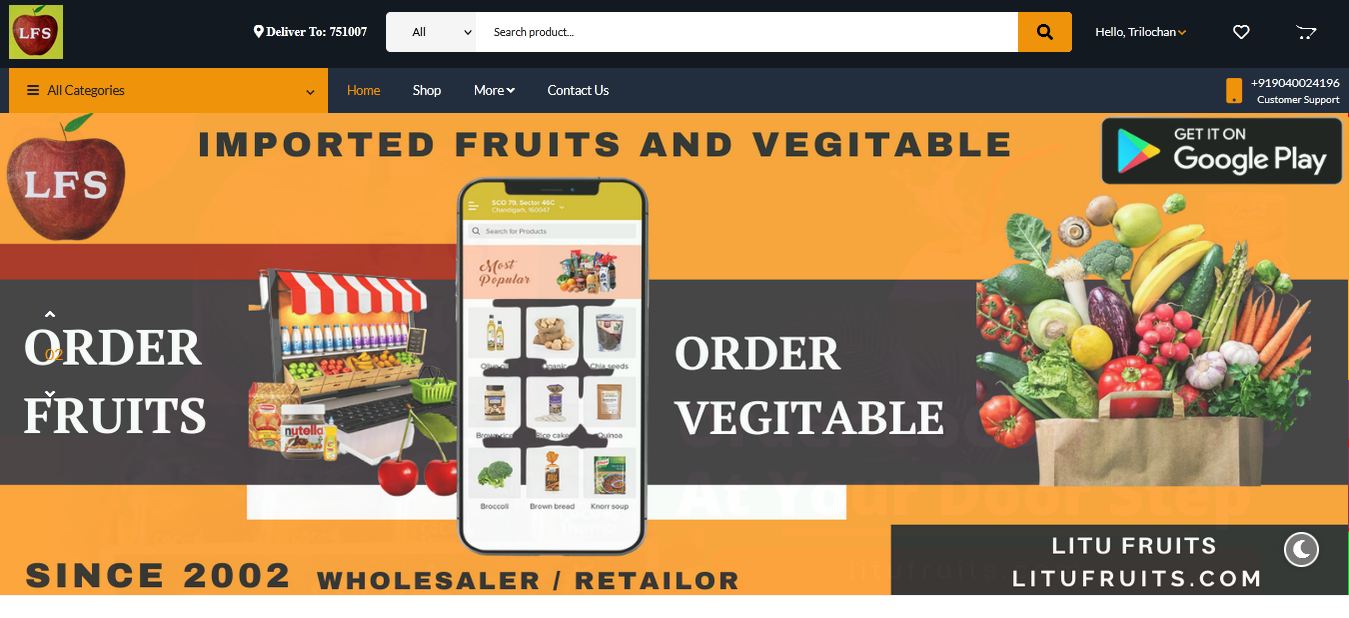 LFS
Deliver To: 751007
All
Search product...
Hello, Trilochan
All Categories
Home
Shop
More
Contact Us
+919040024196
Customer Support
IMPORTED FRUITS AND VEGITABLE
GET IT ON
Google Play
LFS
SCO 79, Sector 46C
Chandigarh, 160047
Search for Products
Most
Popular
ORDER
02
FRUITS
nutella
Chia seeds
Brown rice
Rice cake
Quinoa
Broccoli
Brown bread
Knorr soup
ORDER
VEGITABLE
At Your Door Step
SINCE 2002
WHOLESALER / RETAILOR
LITU FRUITS
LITUFRUITS.COM